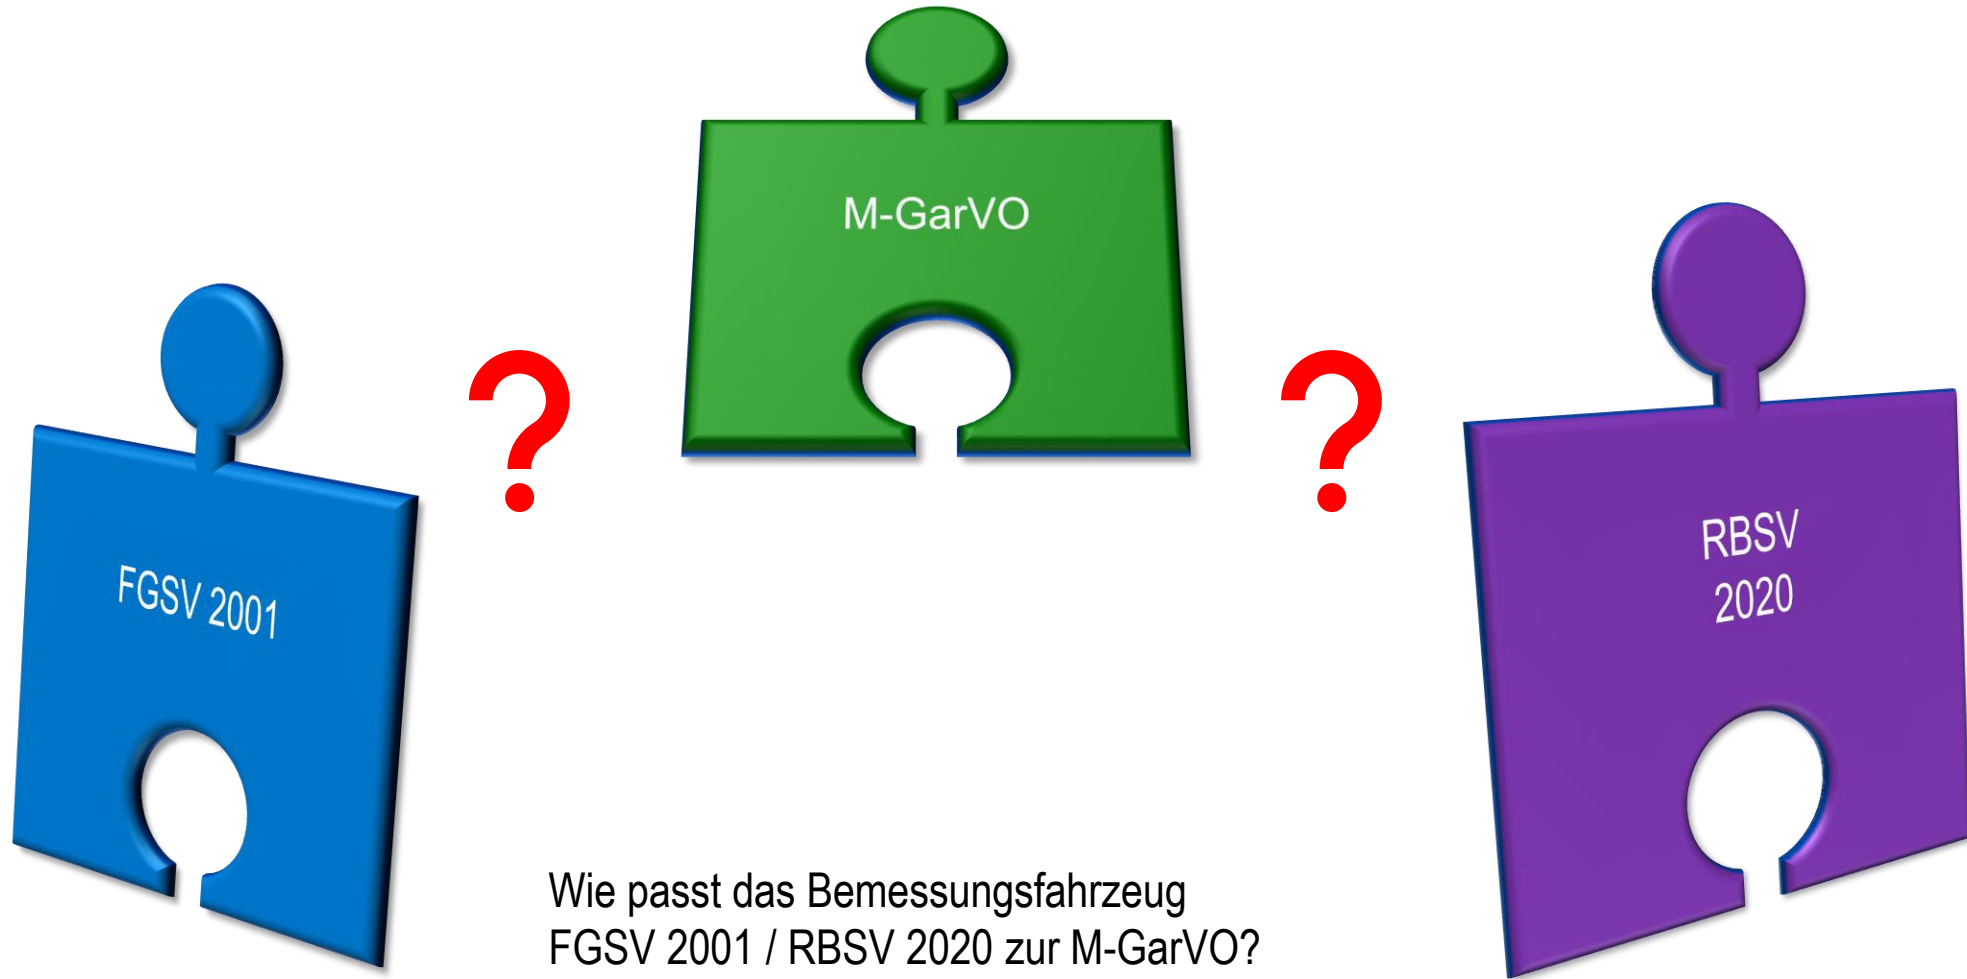 M-GarVO
FGSV 2001
RBSV
2020
?
?
Wie passt das Bemessungsfahrzeug
FGSV 2001 / RBSV 2020 zur M-GarVO?